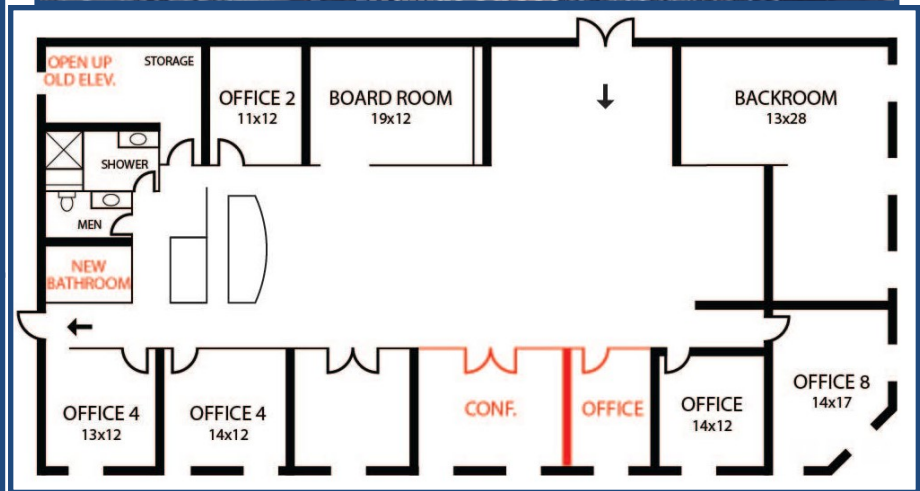 OPEN UP
OLD ELEV.
STORAGE
OFFICE 2
11x12
BOARD ROOM
19x12
BACKROOM
13x28
SHOWER
MEN
NEW
BATHROOM
OFFICE 4
13x12
OFFICE 4
14x12
CONF.
OFFICE
OFFICE
14x12
OFFICE 8
14x17